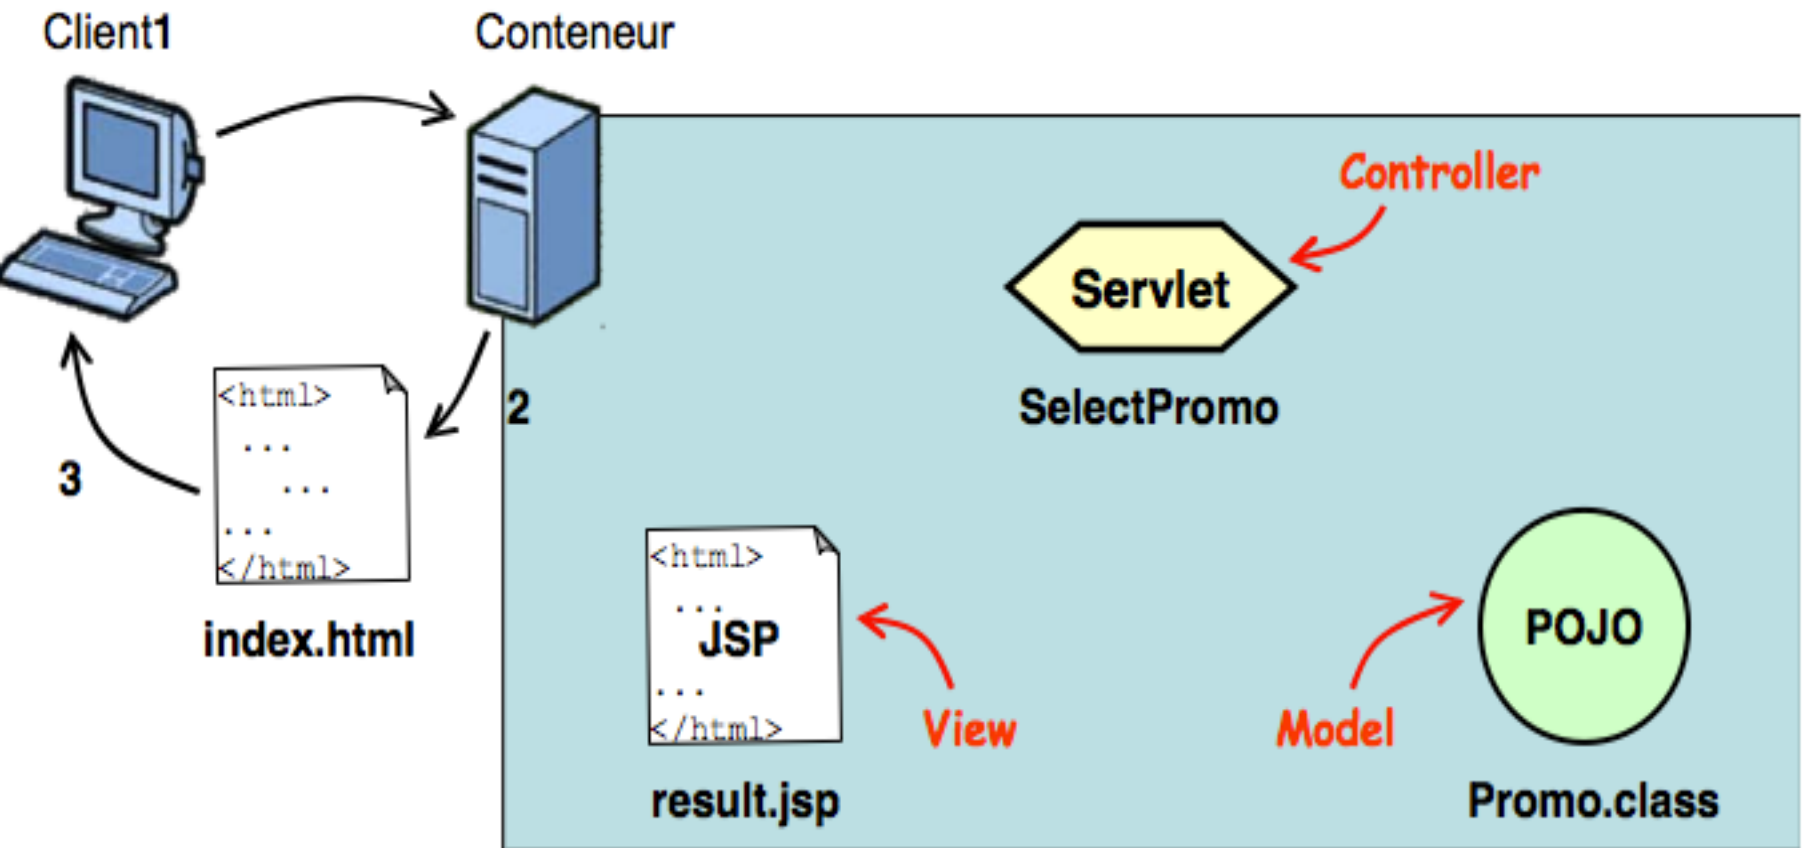 Client1
Conteneur
Controller
Servlet
SelectPromo
2
3
<html>
...
...
...
</html>
index.html
<html>
...
JSP
...
</html>
result.jsp
View
Model
POJO
Promo.class